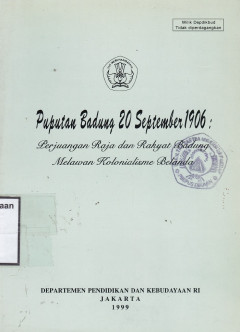 Milik Depdikbud
Tidak diperdagangkan
Puputan Badung 20 September 1906 :
Perjuangan Raja dan Rakyat Badung
Melawan Kolonialisme Belanda
aan
DEPARTEMEN PENDIDIKAN DAN KEBUDAYAAN RI
JAKARTA
1999